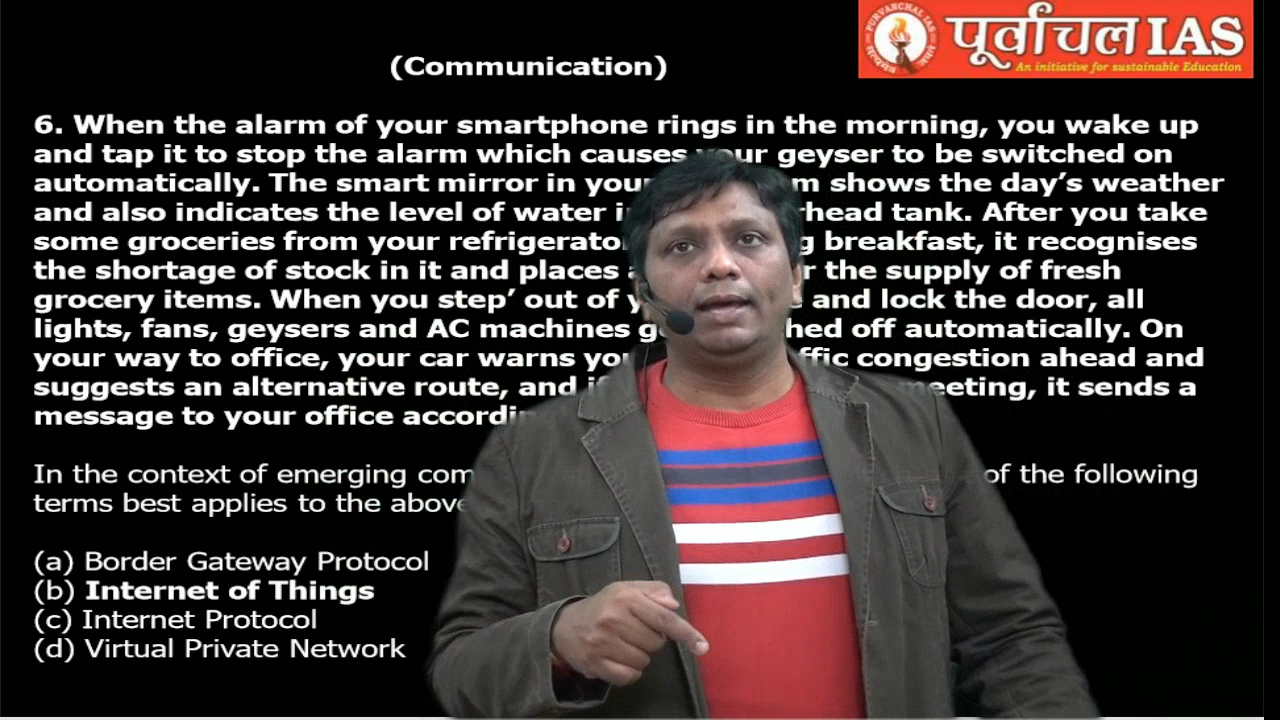 पूर्वांचल IAS
An initiative for sustainable Education
PURVANCHAL IAS
(Communication)
6. When the alarm of your smartphone rings in the morning, you wake up
and tap it to stop the alarm which causes your geyser to be switched on
automatically. The smart mirror in your shows the day’s weather
and also indicates the level of water in tank. After you take
some groceries from your refrigerator breakfast, it recognises
the shortage of stock in it and places the supply of fresh
grocery items. When you step’ out of and lock the door, all
lights, fans, geysers and AC machines off automatically. On
your way to office, your car warns you congestion ahead and
suggests an alternative route, and if meeting, it sends a
message to your office
In the context of emerging of the following
terms best applies to the above
(a) Border Gateway Protocol
(b) Internet of Things
(c) Internet Protocol
(d) Virtual Private Network